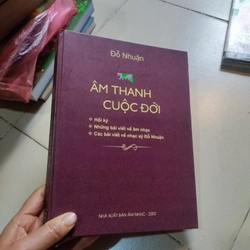 Đỗ Nhuận
ÂM THANH
CUỘC ĐỜI
Hồi ký
Những bài viết về âm nhạc
Các bài viết về nhạc sỹ Đỗ Nhuận
NHÀ XUẤT BẢN ÂM NHẠC - 2003